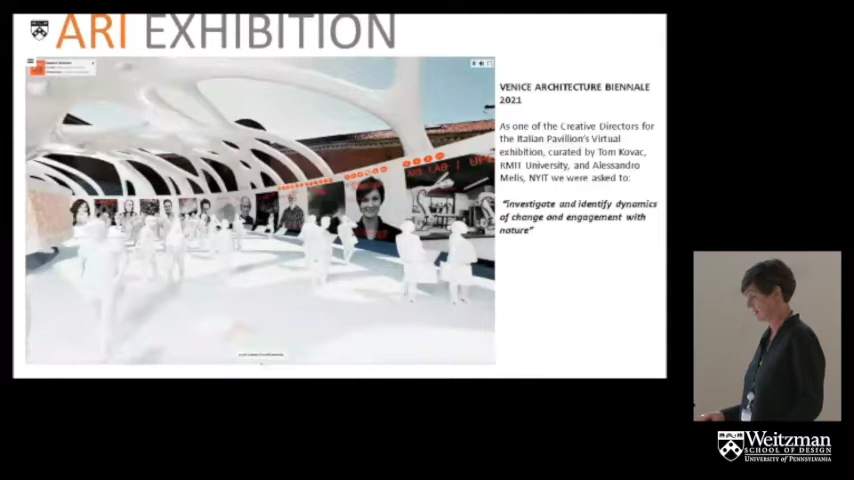 ARI EXHIBITION
VENICE ARCHITECTURE BIENNALE
2021
As one of the Creative Directors for
the Italian Pavillion's Virtual
exhibition, curated by Tom Kovac,
RMIT University, and Alessandro
Melis, NYIT we were asked to:
"investigate and identify dynamics
of change and engagement with
nature"
Weitzman
SCHOOL OF DESIGN
UNIVERSITY OF PENNSYLVANIA